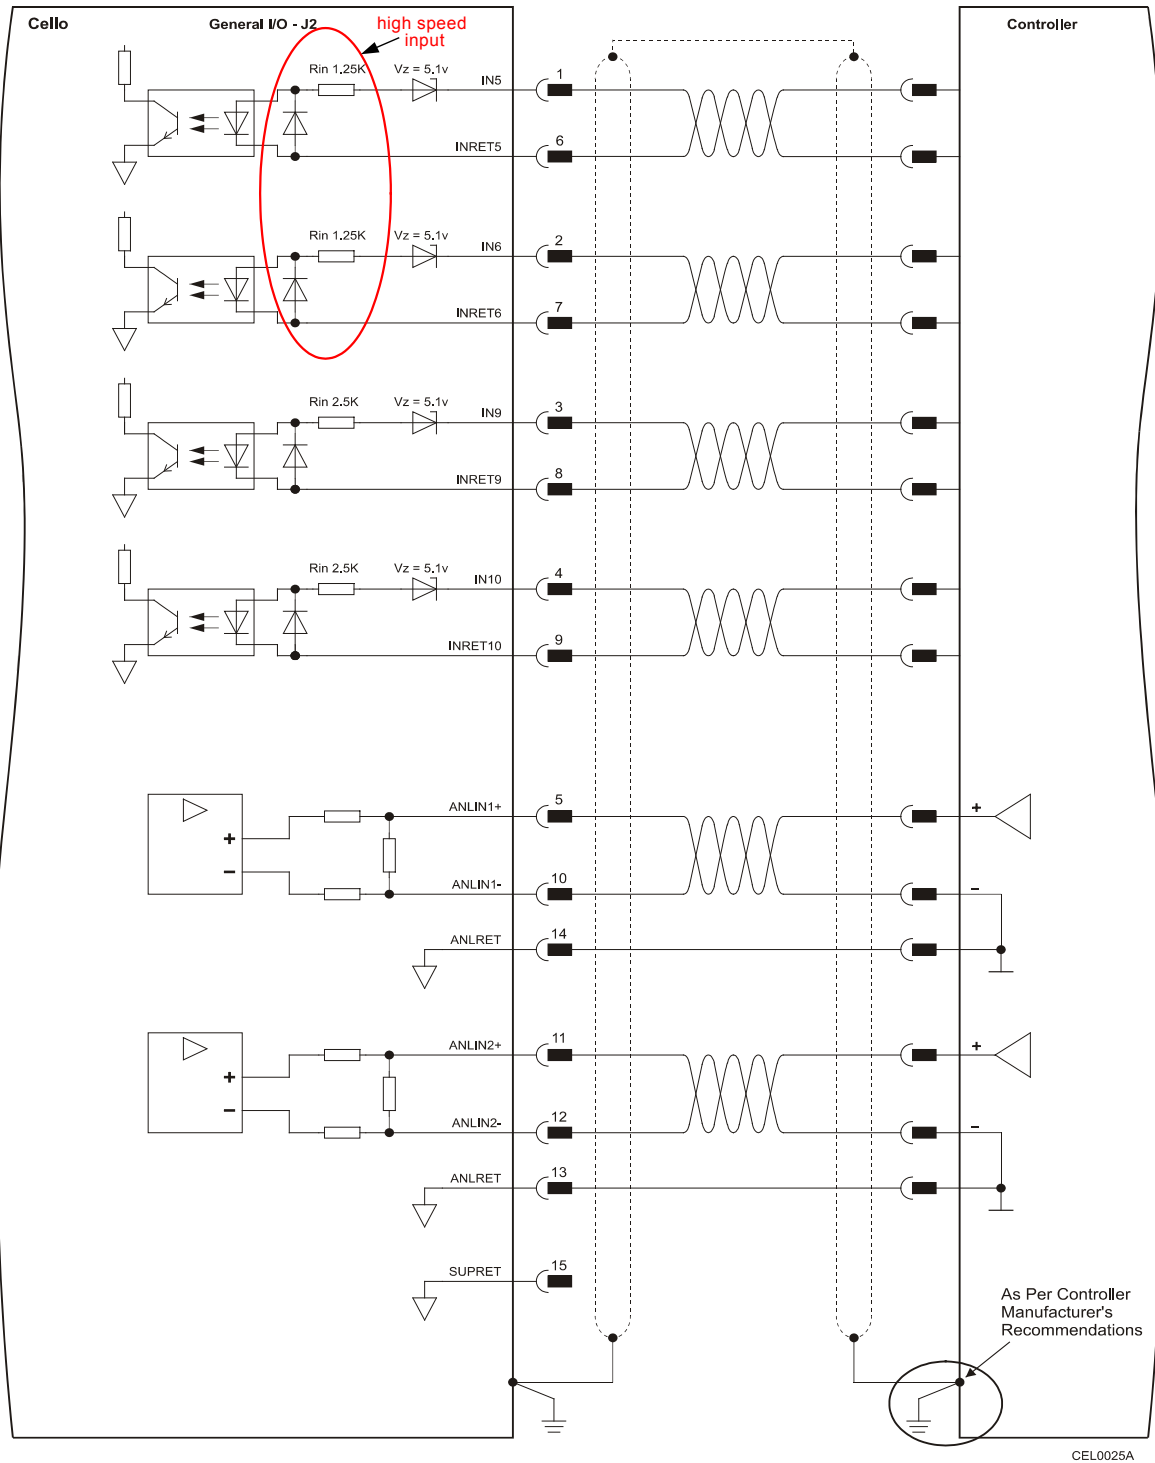 Cello
General I/O - J2
high speed
input
Controller
Rin 1.25K
Vz = 5.1v
IN5
1
INRET5
6
Rin 1.25K
Vz = 5.1v
IN6
2
INRET6
7
Rin 2.5K
Vz = 5.1v
IN9
3
INRET9
8
Rin 2.5K
Vz = 5.1v
IN10
4
INRET10
9
ANLIN1+
5
+
+
−
ANLIN1-
10
−
ANLRET
14
ANLIN2+
11
+
+
−
ANLIN2-
12
−
ANLRET
13
SUPRET
15
As Per Controller
Manufacturer's
Recommendations
CEL0025A